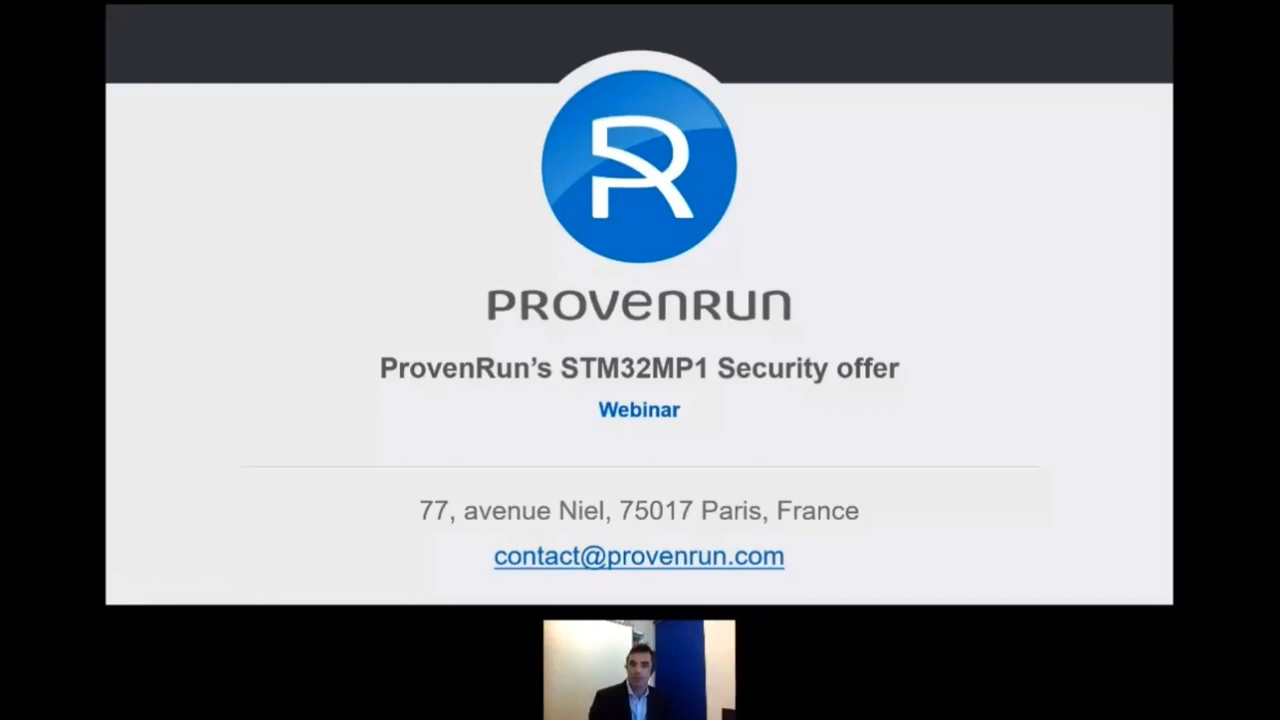 PROVENRUN
ProvenRun's STM32MP1 Security offer
Webinar
77, avenue Niel, 75017 Paris, France
contact@provenrun.com